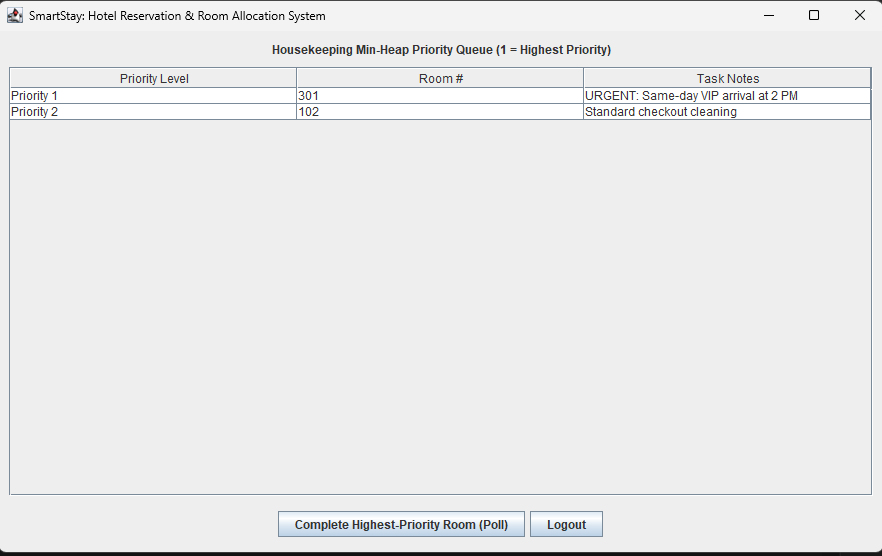 SmartStay: Hotel Reservation & Room Allocation System
Housekeeping Min-Heap Priority Queue (1 = Highest Priority)
Priority Level Room # Task Notes
Priority 1 301 URGENT: Same-day VIP arrival at 2 PM
Priority 2 102 Standard checkout cleaning
Complete Highest-Priority Room (Poll) Logout